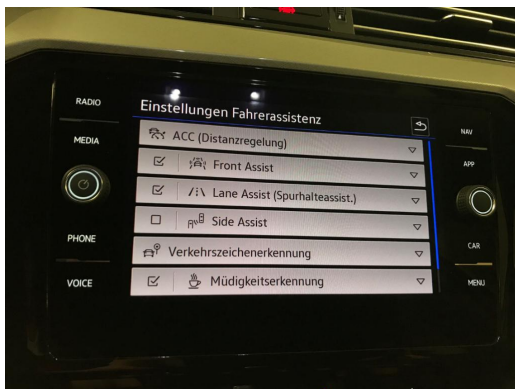 RADIO
MEDIA
PHONE
VOICE
Einstellungen Fahrerassistenz
ACC (Distanzregelung)
Front Assist
Lane Assist (Spurhalteassist.)
Side Assist
Verkehrszeichenerkennung
Müdigkeitserkennung
NAV
APP
CAR
MENU